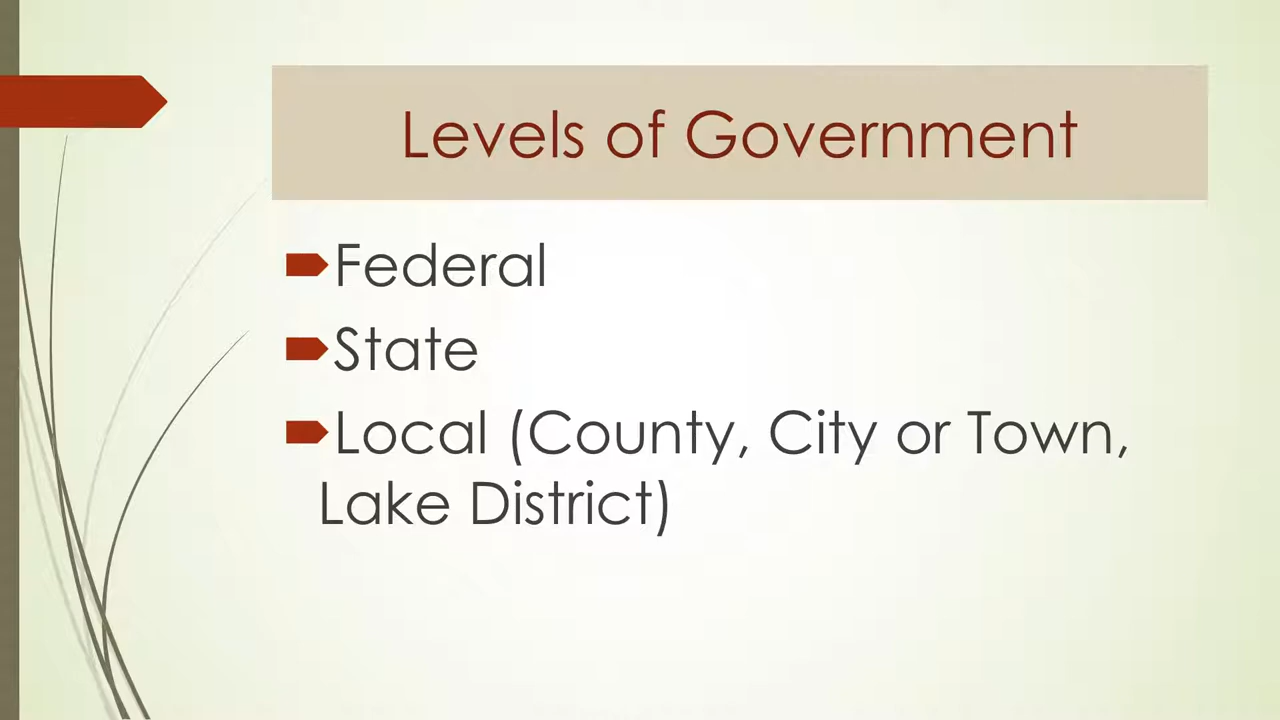 Levels of Government
Federal
State
Local (County, City or Town,
Lake District)